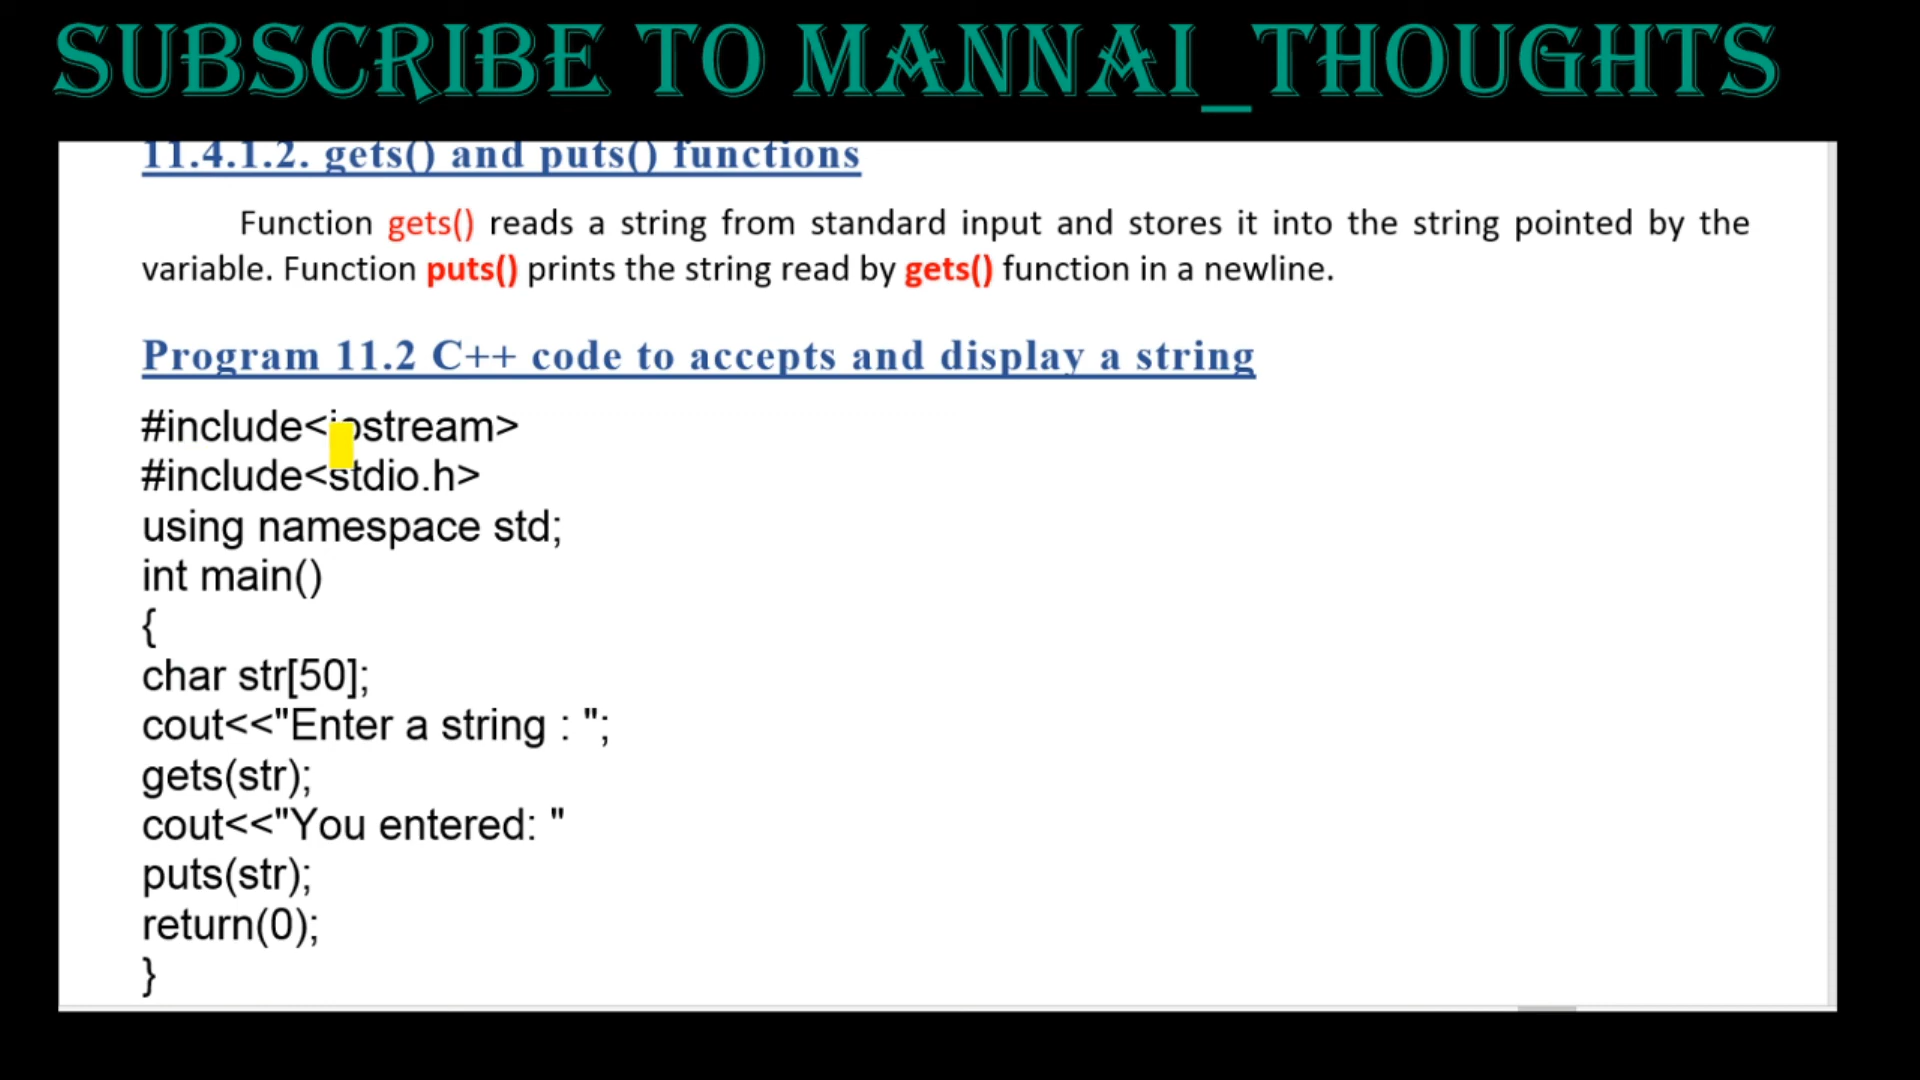 SUBSCRIBE TO MANNAI_THOUGHTS
11.4.1.2. gets() and puts() functions
Function gets() reads a string from standard input and stores it into the string pointed by the
variable. Function puts() prints the string read by gets() function in a newline.
Program 11.2 C++ code to accepts and display a string
#include<iostream>
#include<stdio.h>
using namespace std;
int main()
{
char str[50];
cout<<"Enter a string : ";
gets(str);
cout<<"You entered: "
puts(str);
return(0);
}